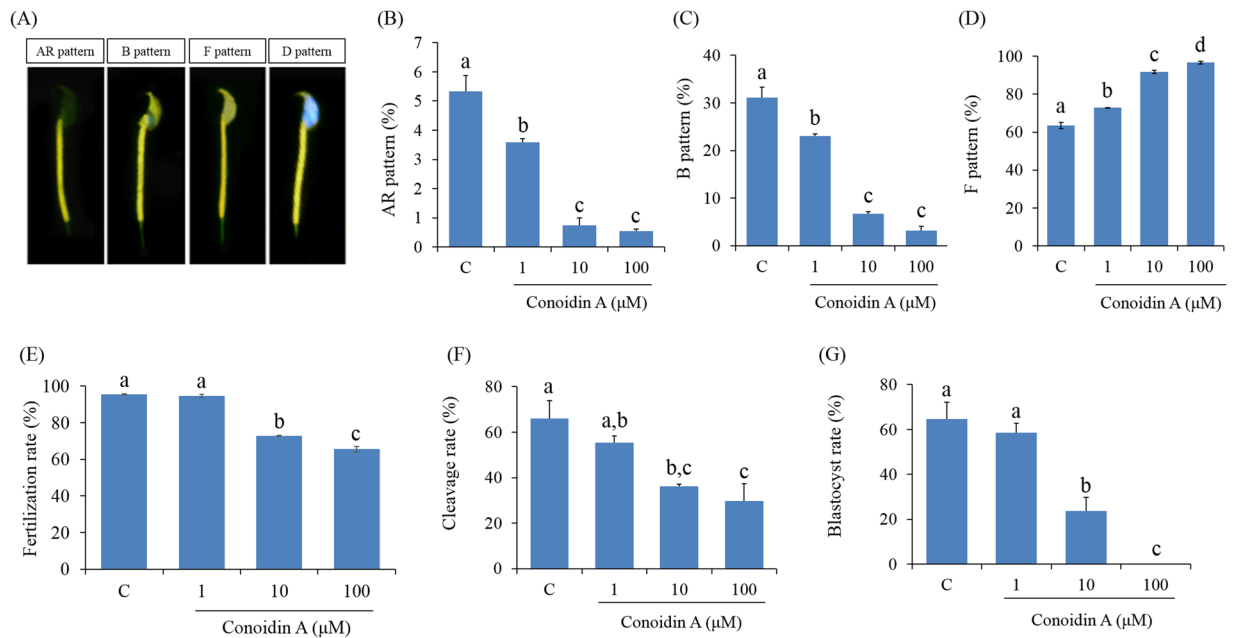 (A)
AR pattern B pattern F pattern D pattern
(B)
AR pattern (%)
7
6
5
4
3
2
1
0
a
b
c
c
C 1 10 100
Conoidin A (μM)
(C)
B pattern (%)
40
30
20
10
0
a
b
c
c
C 1 10 100
Conoidin A (μM)
(D)
F pattern (%)
100
80
60
40
20
0
a
b
c
d
C 1 10 100
Conoidin A (μM)
(E)
Fertilization rate (%)
100
80
60
40
20
0
a
a
b
c
C 1 10 100
Conoidin A (μM)
(F)
Cleavage rate (%)
80
60
40
20
0
a
a,b
b,c
c
C 1 10 100
Conoidin A (μM)
(G)
Blastocyst rate (%)
80
60
40
20
0
a
a
b
c
C 1 10 100
Conoidin A (μM)